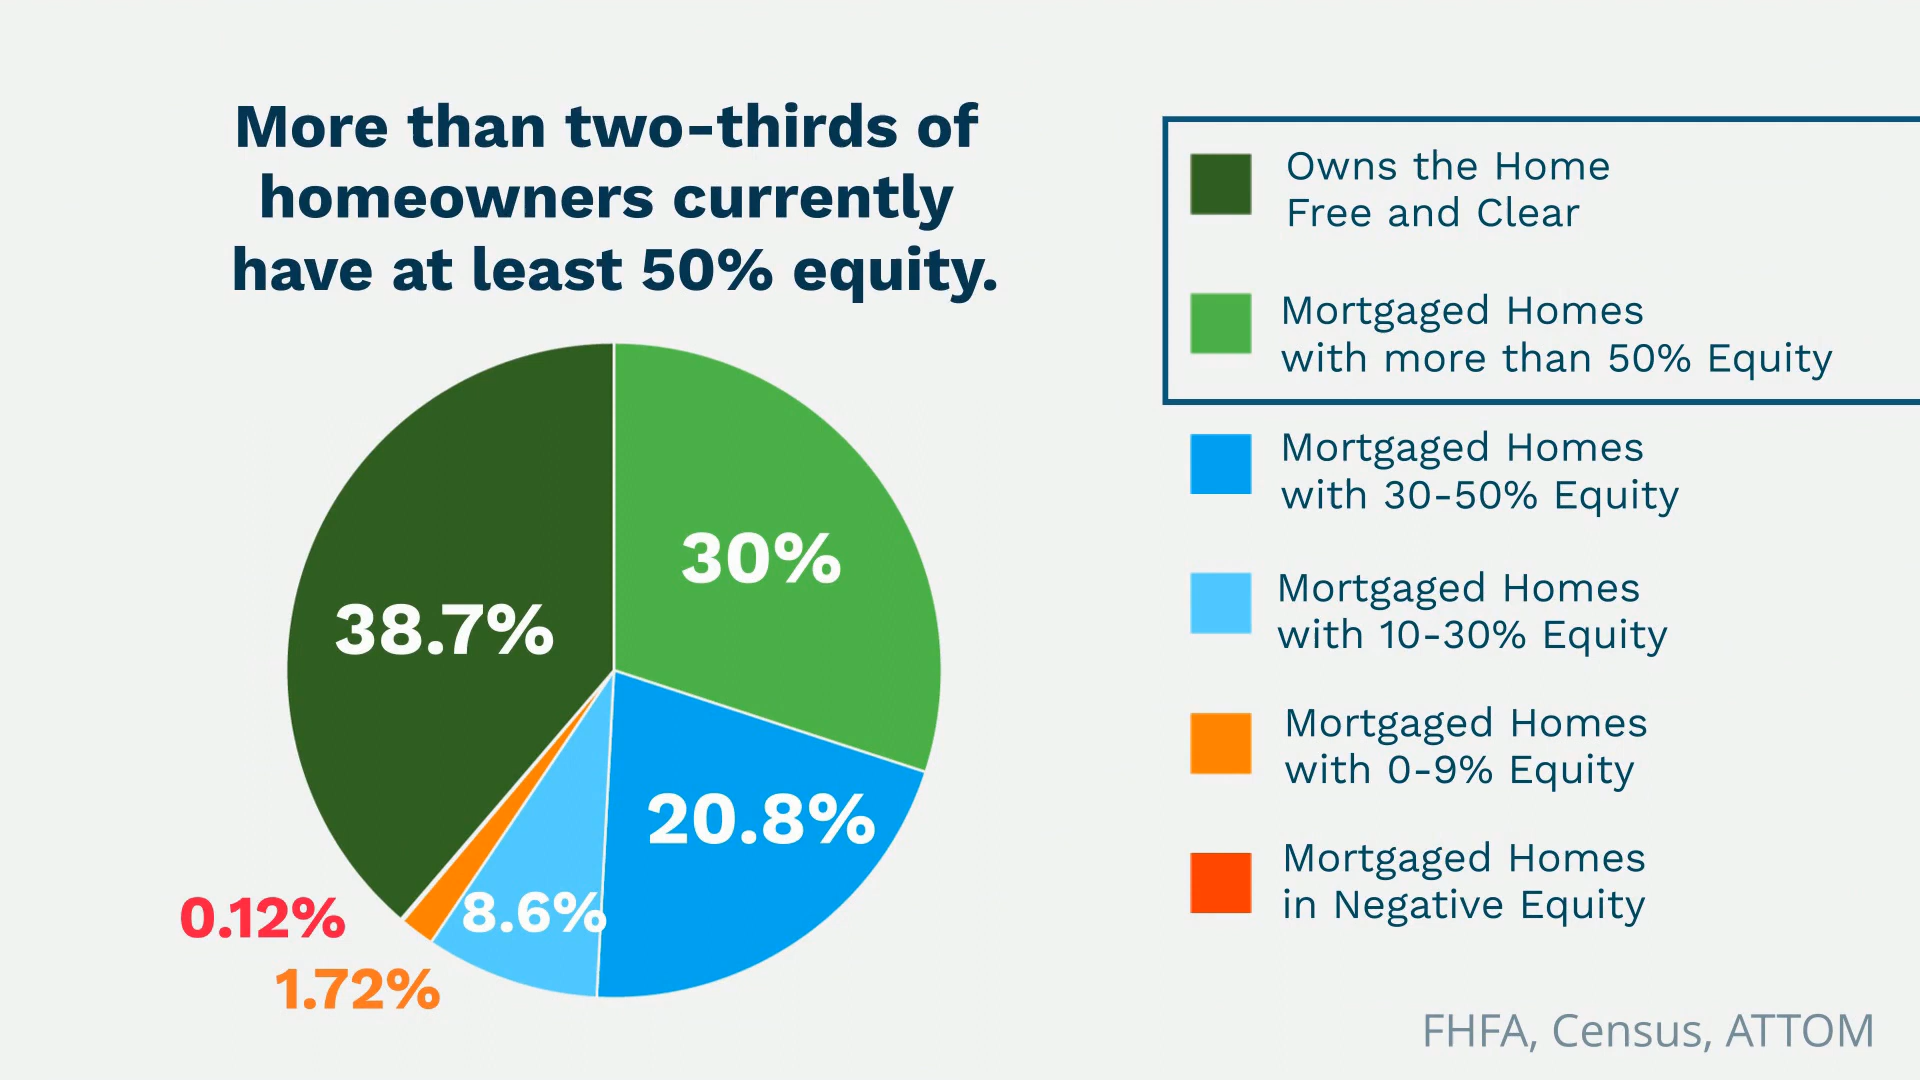 More than two-thirds of
homeowners currently
have at least 50% equity.
30%
38.7%
20.8%
8.6%
0.12%
1.72%
Owns the Home
Free and Clear
Mortgaged Homes
with more than 50% Equity
Mortgaged Homes
with 30-50% Equity
Mortgaged Homes
with 10-30% Equity
Mortgaged Homes
with 0-9% Equity
Mortgaged Homes
in Negative Equity
FHFA, Census, ATTOM